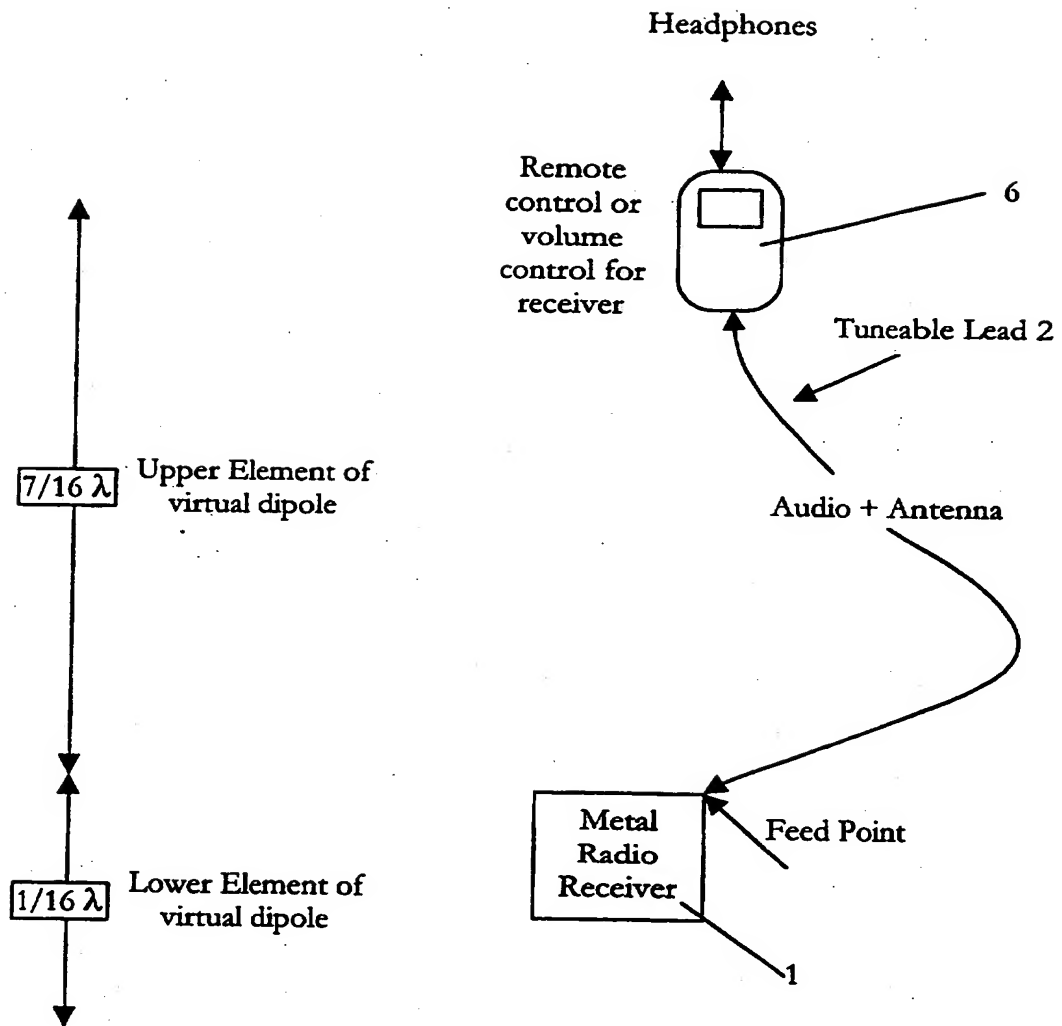 Headphones
Remote
control or
volume
control for
receiver
6
Tuneable Lead 2
7/16 λ
Upper Element of
virtual dipole
Audio + Antenna
Metal
Radio
Receiver
Feed Point
1/16 λ
Lower Element of
virtual dipole
1